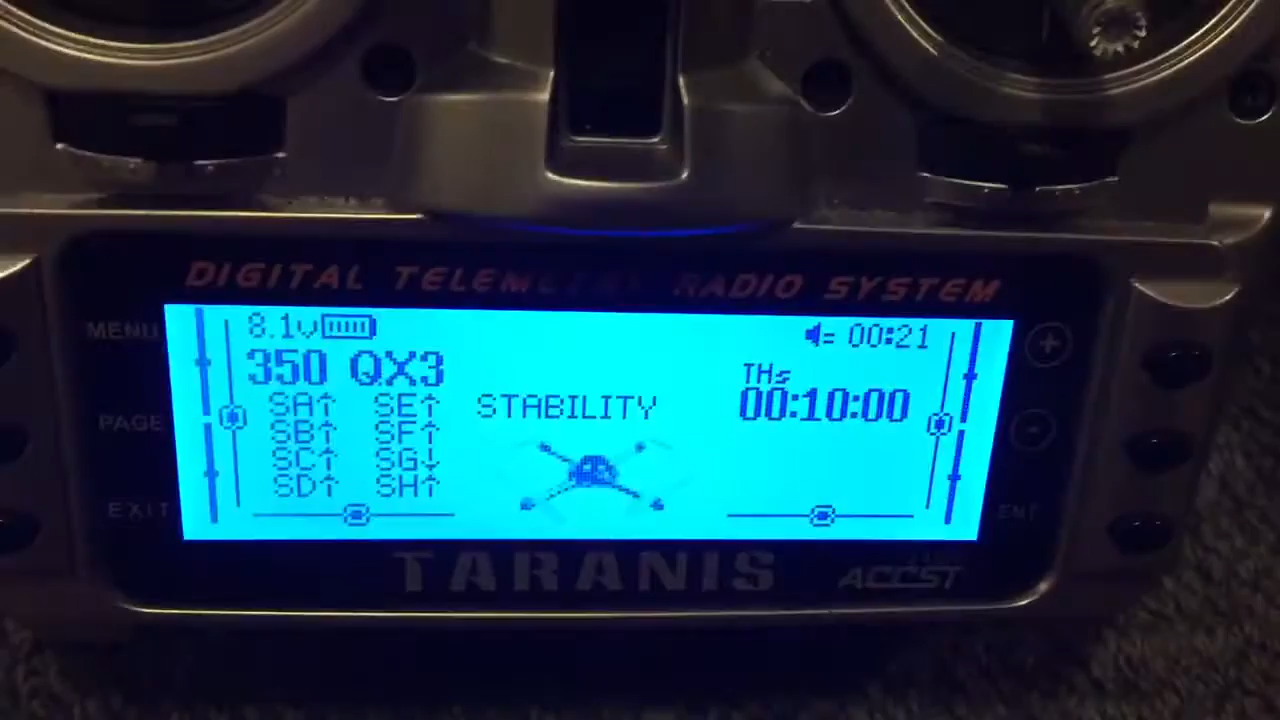 DIGITAL TELEMETRY RADIO SYSTEM
MENU
PAGE
EXIT
8.1v
00:21
350 QX3
THs
00:10:00
SA↑ SE↑
SB↑ SF↑
SC↑ SG↓
SD↑ SH↑
STABILITY
+
-
ENT
TARANIS
ACCST